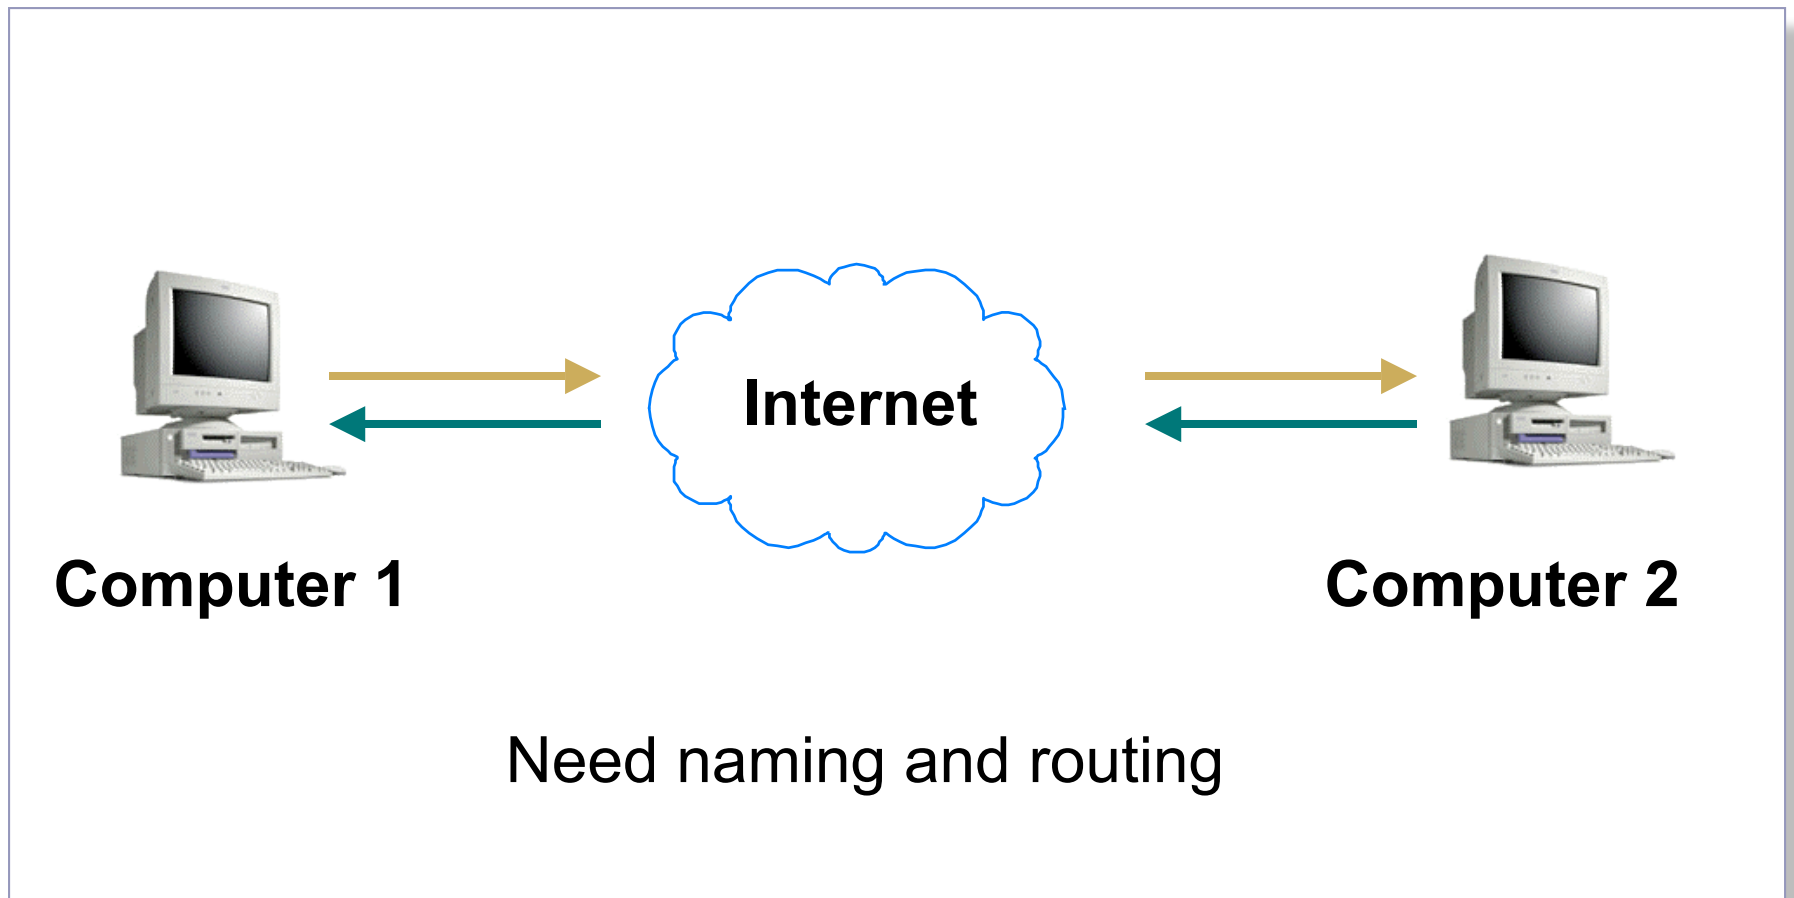 Internet
Computer 1
Computer 2
Need naming and routing